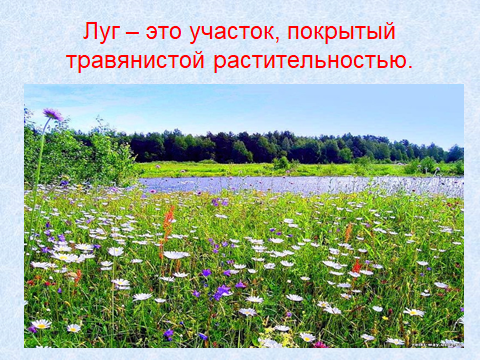 Луг – это участок, покрытый
травянистой растительностью.